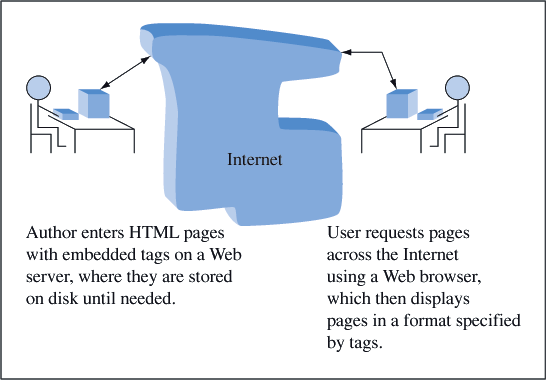 Internet
Author enters HTML pages
with embedded tags on a Web
server, where they are stored
on disk until needed.
User requests pages
across the Internet
using a Web browser,
which then displays
pages in a format specified
by tags.